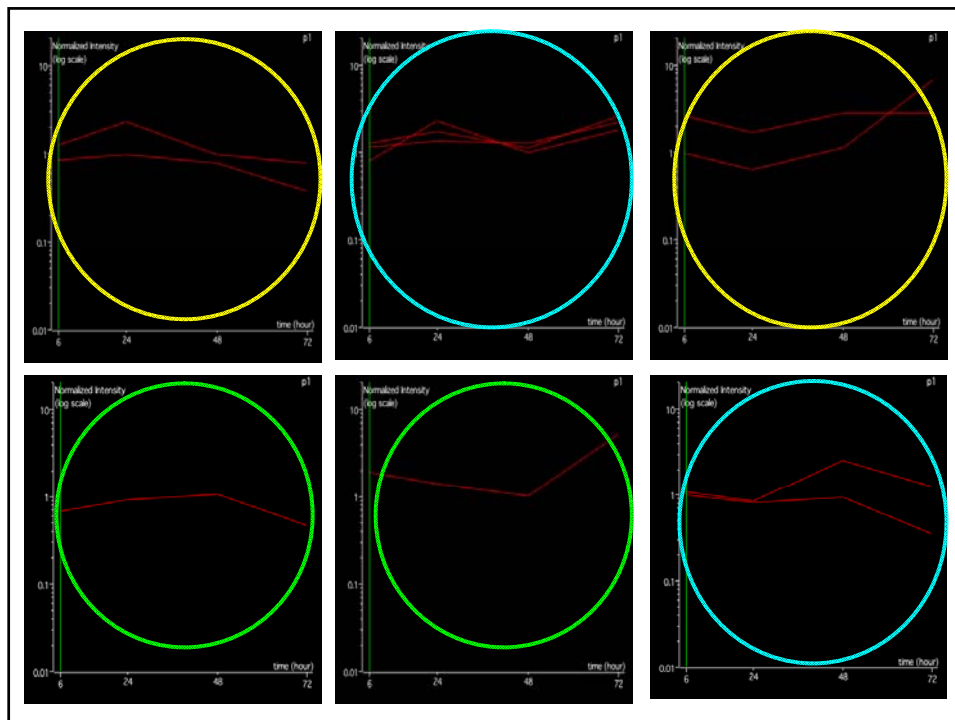 p1
Normalized Intensity
(log scale)
10
1
0.1
0.01
time (hour)
6 24 48 72
p1
Normalized Intensity
(log scale)
10
1
0.1
0.01
time (hour)
6 24 48 72
p1
Normalized Intensity
(log scale)
10
1
0.1
0.01
time (hour)
6 24 48 72
p1
Normalized Intensity
(log scale)
10
1
0.1
0.01
time (hour)
6 24 48 72
p1
Normalized Intensity
(log scale)
10
1
0.1
0.01
time (hour)
6 24 48 72
p1
Normalized Intensity
(log scale)
10
1
0.1
0.01
time (hour)
6 24 48 72